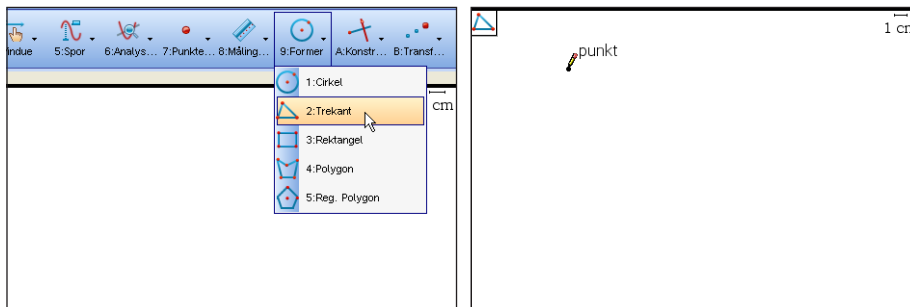 indue 5:Spor 6:Analys... 7:Punkte... 8:Måling... 9:Former A:Konstr... B:Transf...
1:Cirkel
2:Trekant
cm
3:Rektangel
4:Polygon
5:Reg. Polygon
1 cm
punkt